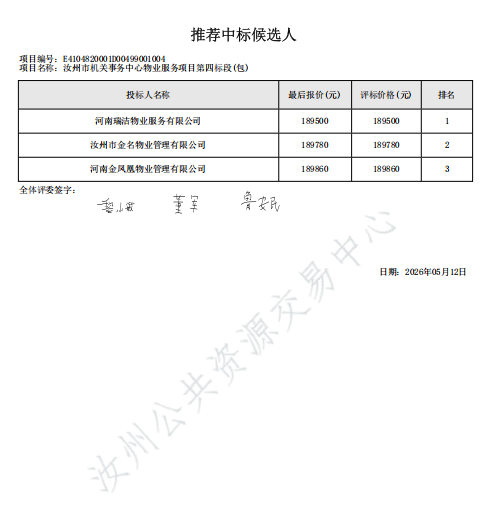 推荐中标候选人
项目编号：E4104820001D00499001004
项目名称：汝州市机关事务中心物业服务项目第四标段(包)
投标人名称 最后报价(元) 评标价格(元) 排名
河南瑞洁物业服务有限公司 189500 189500 1
汝州市金名物业管理有限公司 189780 189780 2
河南金凤凰物业管理有限公司 189860 189860 3
全体评委签字：
日期：2026年05月12日
汝州公共资源交易中心